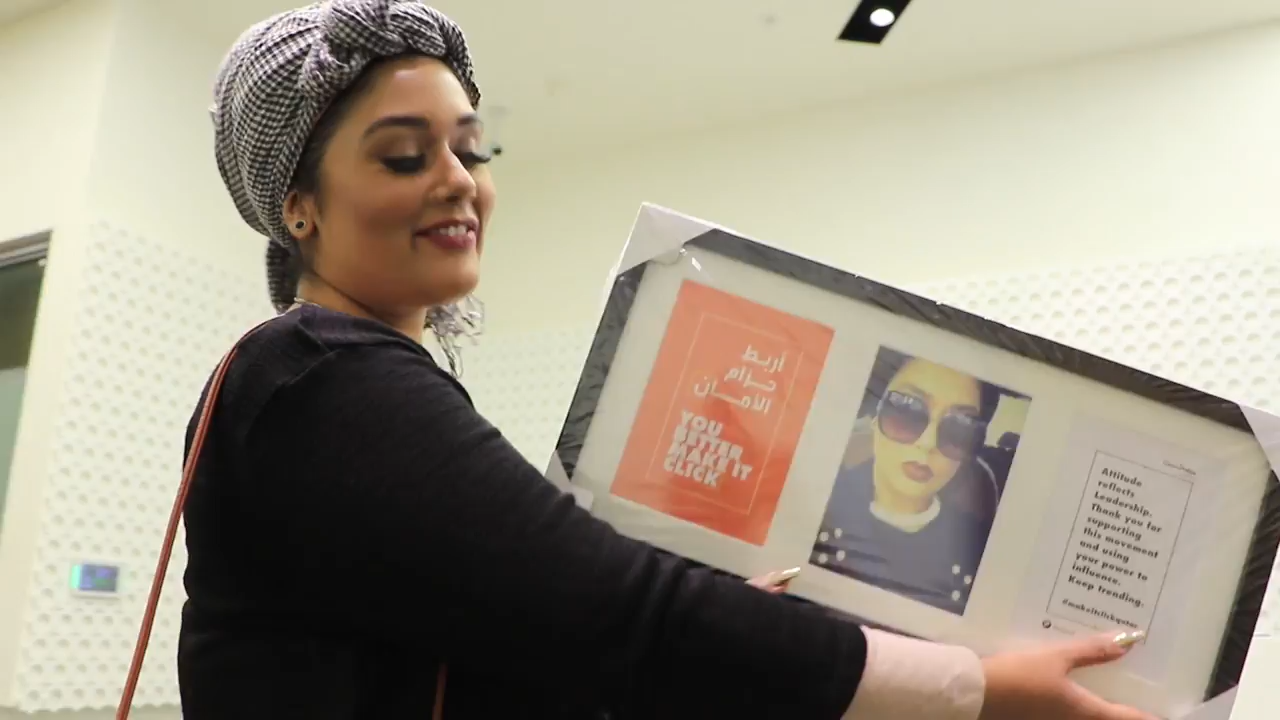 أربط
حزام
الأمان
YOU
BETTER
MAKE IT
CLICK
Attitude
reflects
Leadership.
Thank you for
supporting
this movement
and using
your power to
influence.
Keep trending.
#makeitclickqatar